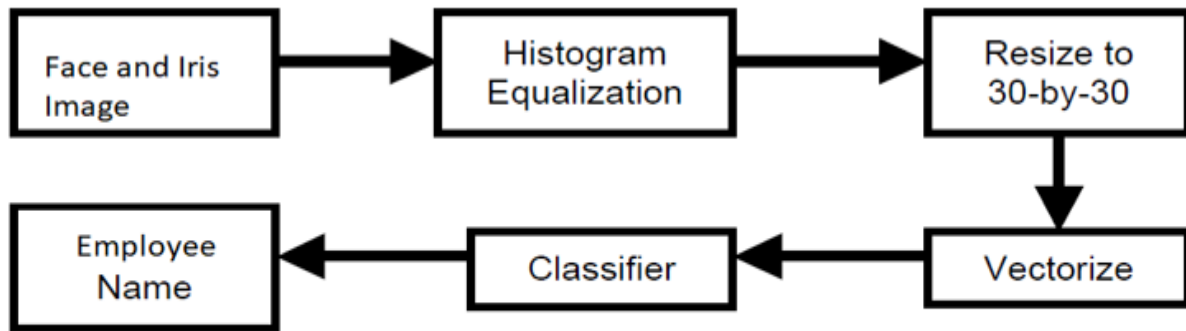 Face and Iris
Image
Histogram
Equalization
Resize to
30-by-30
Vectorize
Classifier
Employee
Name